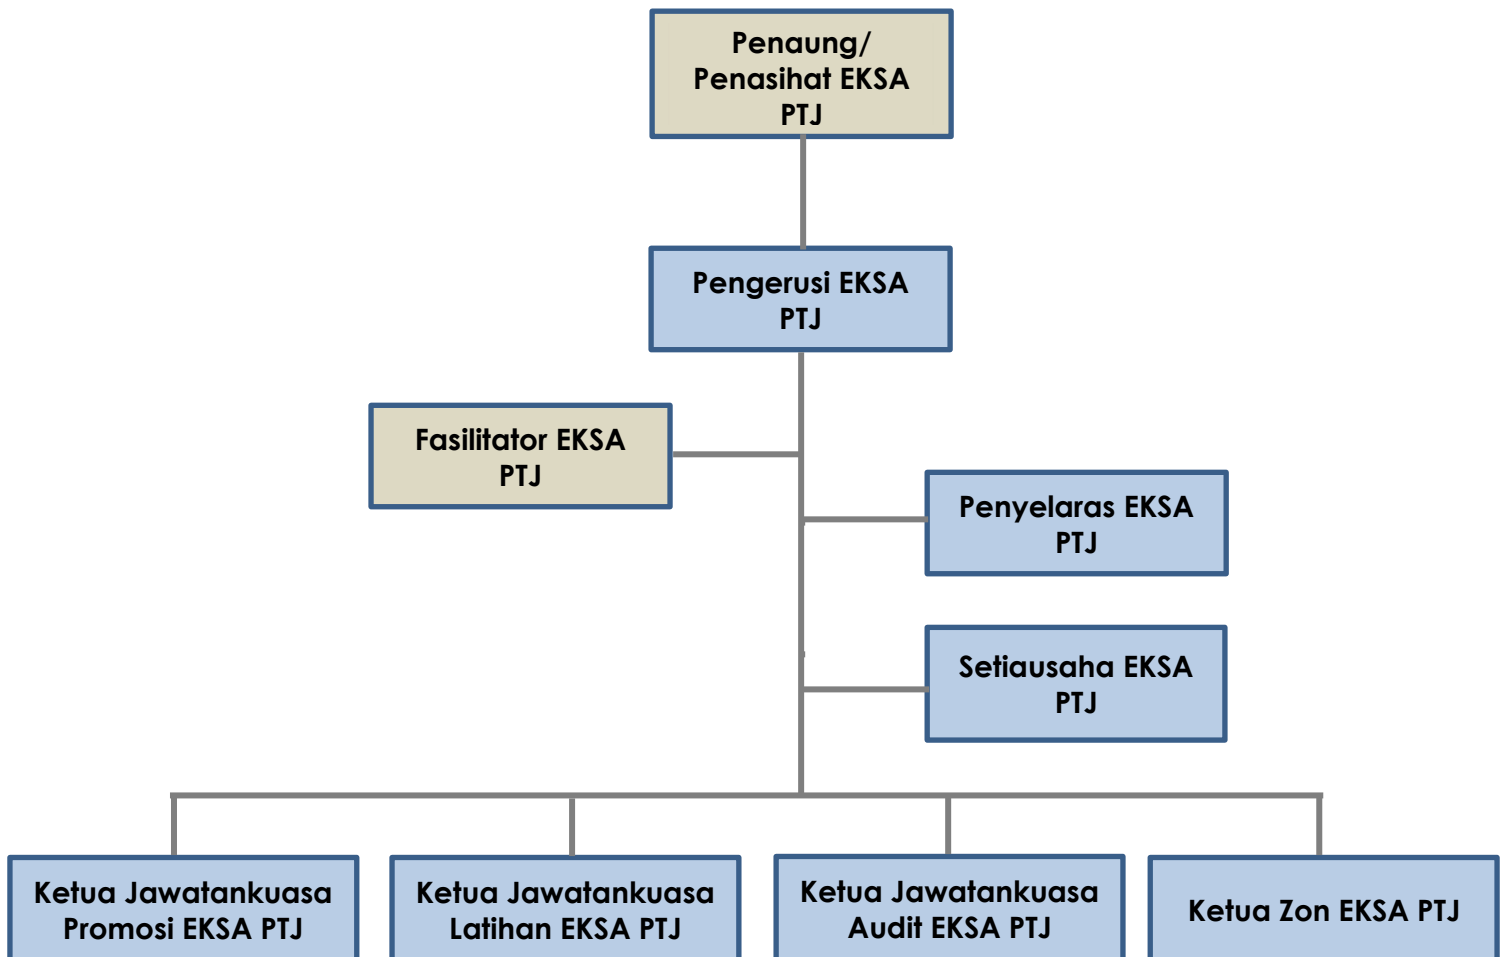 Penaung/
Penasihat EKSA
PTJ
Pengerusi EKSA
PTJ
Fasilitator EKSA
PTJ
Penyelaras EKSA
PTJ
Setiausaha EKSA
PTJ
Ketua Jawatankuasa
Promosi EKSA PTJ
Ketua Jawatankuasa
Latihan EKSA PTJ
Ketua Jawatankuasa
Audit EKSA PTJ
Ketua Zon EKSA PTJ